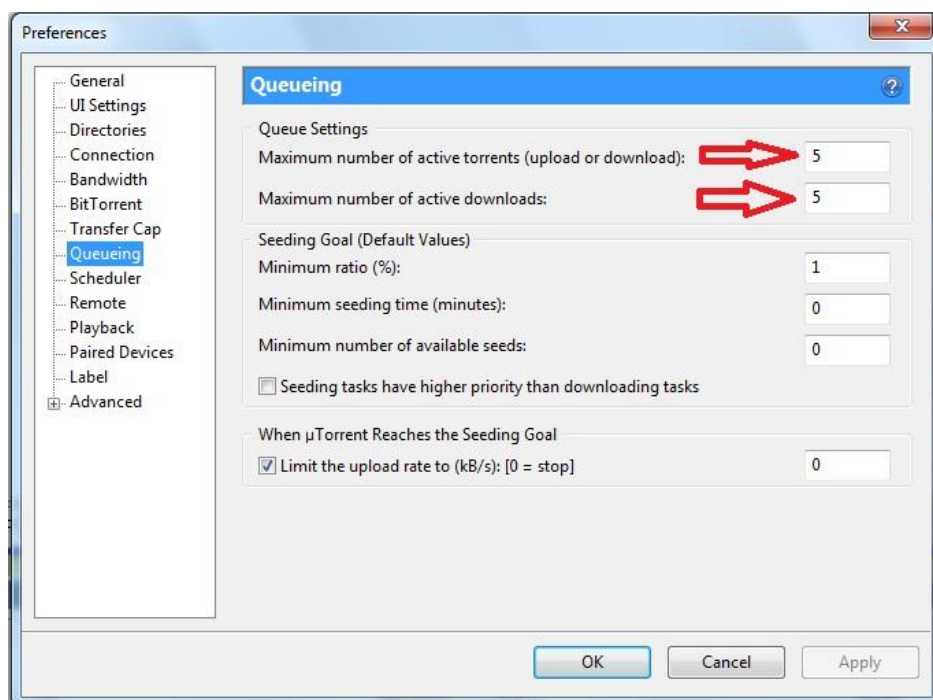 Preferences
General
UI Settings
Directories
Connection
Bandwidth
BitTorrent
Transfer Cap
Queueing
Scheduler
Remote
Playback
Paired Devices
Label
Advanced
Queueing
Queue Settings
Maximum number of active torrents (upload or download): 5
Maximum number of active downloads: 5
Seeding Goal (Default Values)
Minimum ratio (%): 1
Minimum seeding time (minutes): 0
Minimum number of available seeds: 0
Seeding tasks have higher priority than downloading tasks
When µTorrent Reaches the Seeding Goal
Limit the upload rate to (kB/s): [0 = stop] 0
OK Cancel Apply